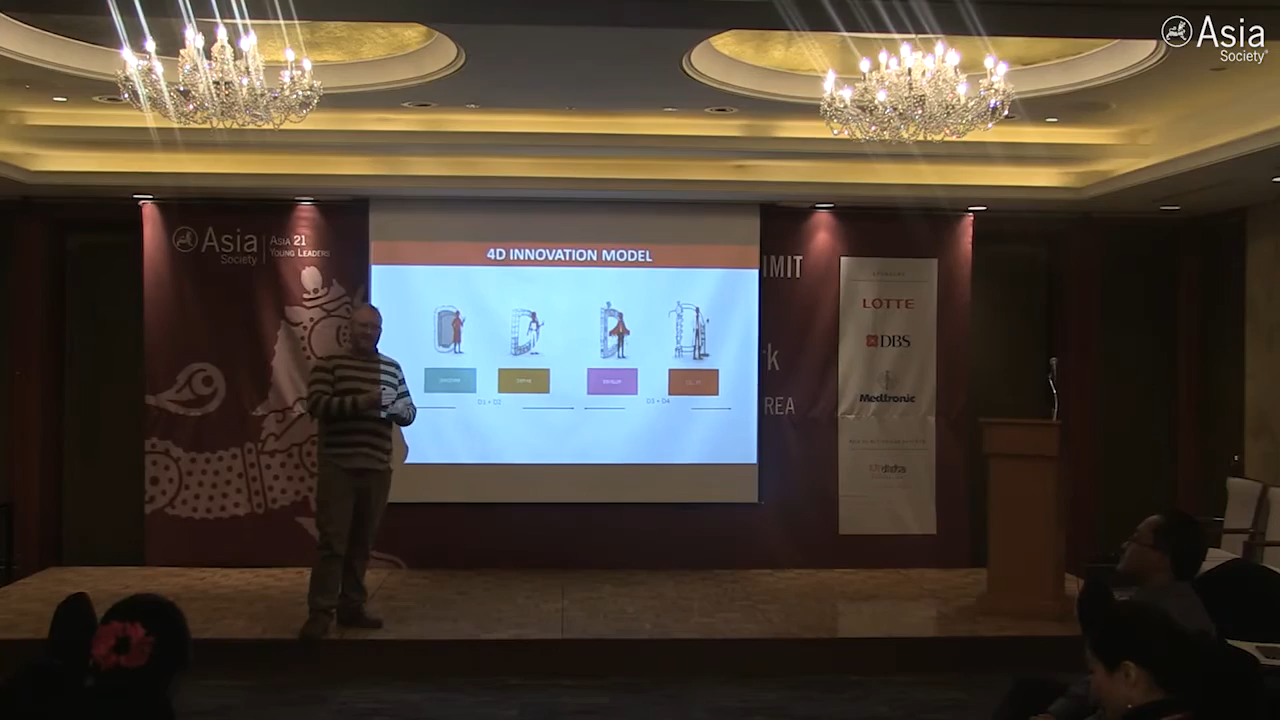 Asia
Society
Asia
Society
ASIA 21
YOUNG LEADERS
4D INNOVATION MODEL
D1 + D2
D3 + D4
IMIT
rk
REA
LOTTE
DBS
Medtronic